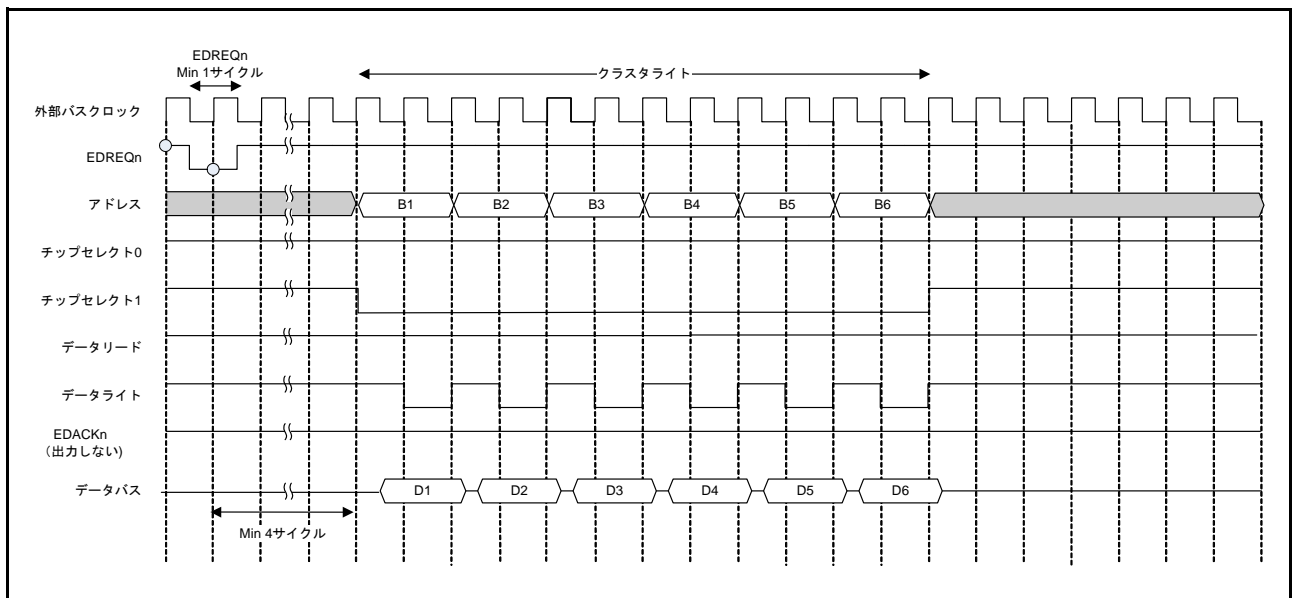 EDREQn
Min 1サイクル
クラスタライト
外部バスクロック
EDREQn
アドレス
B1
B2
B3
B4
B5
B6
チップセレクト0
チップセレクト1
データリード
データライト
EDACKn
（出力しない)
データバス
D1
D2
D3
D4
D5
D6
Min 4サイクル